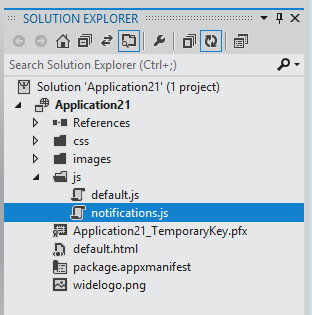 SOLUTION EXPLORER
Search Solution Explorer (Ctrl+;)
Solution 'Application21' (1 project)
Application21
References
css
images
js
default.js
notifications.js
Application21_TemporaryKey.pfx
default.html
package.appxmanifest
widelogo.png